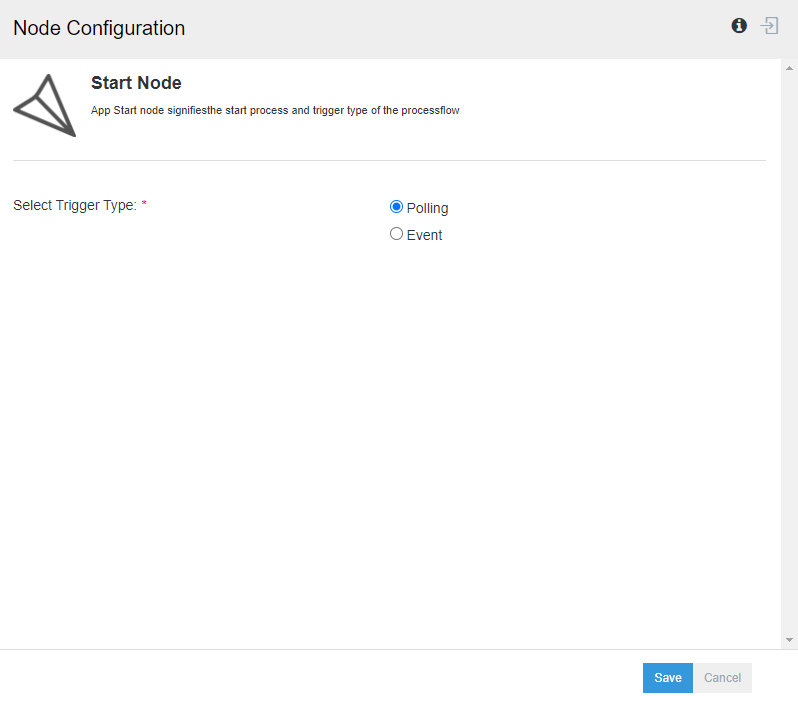 Node Configuration
Start Node
App Start node signifiesthe start process and trigger type of the processflow
Select Trigger Type: *
Polling
Event
Save
Cancel